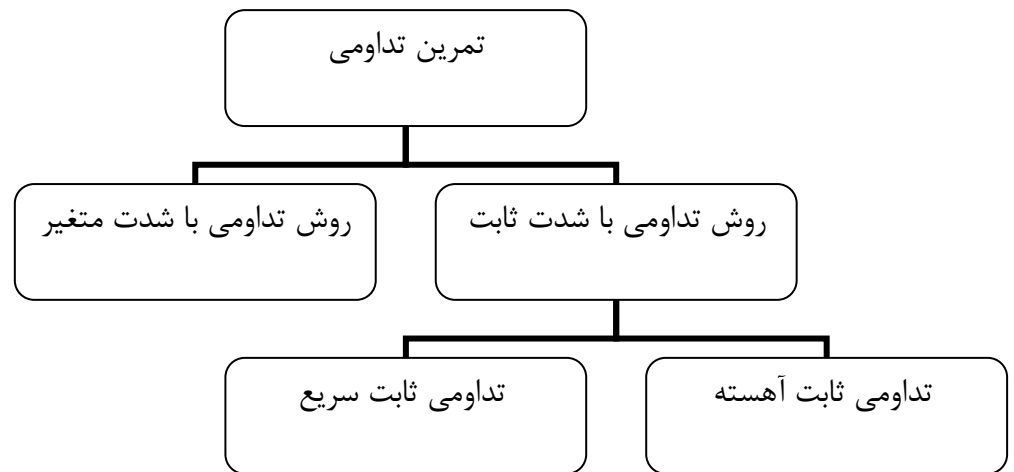 تمرین تداومی
روش تداومی با شدت ثابت
روش تداومی با شدت متغیر
تداومی ثابت آهسته
تداومی ثابت سریع